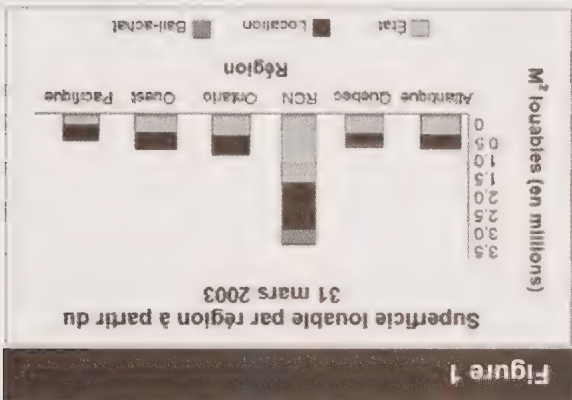 Figure 1
Superficie louable par région à partir du
31 mars 2003
M² louables (en millions)
3.5
3.0
2.5
2.0
1.5
1.0
0.5
0
Atlantique Quebec RCN Ontario Ouest Pacifique
Région
État Location Bail-achat